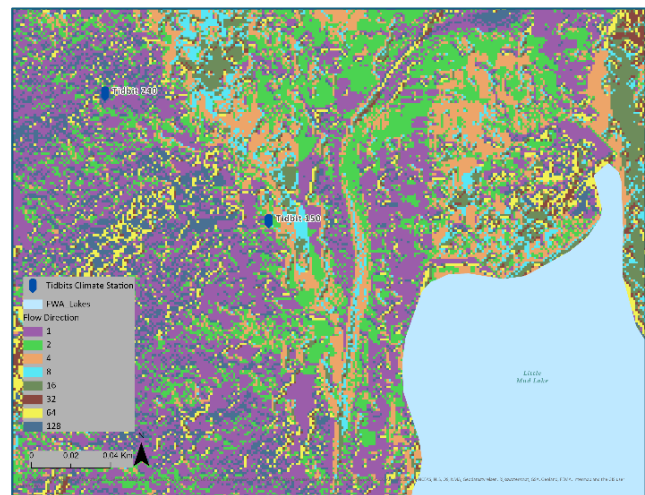 Tidbit 240
Tidbit 150
Tidbits Climate Station
FWA Lakes
Flow Direction
1
2
4
8
16
32
64
128
N
0 0.02 0.04 Km
Little
Mud Lake